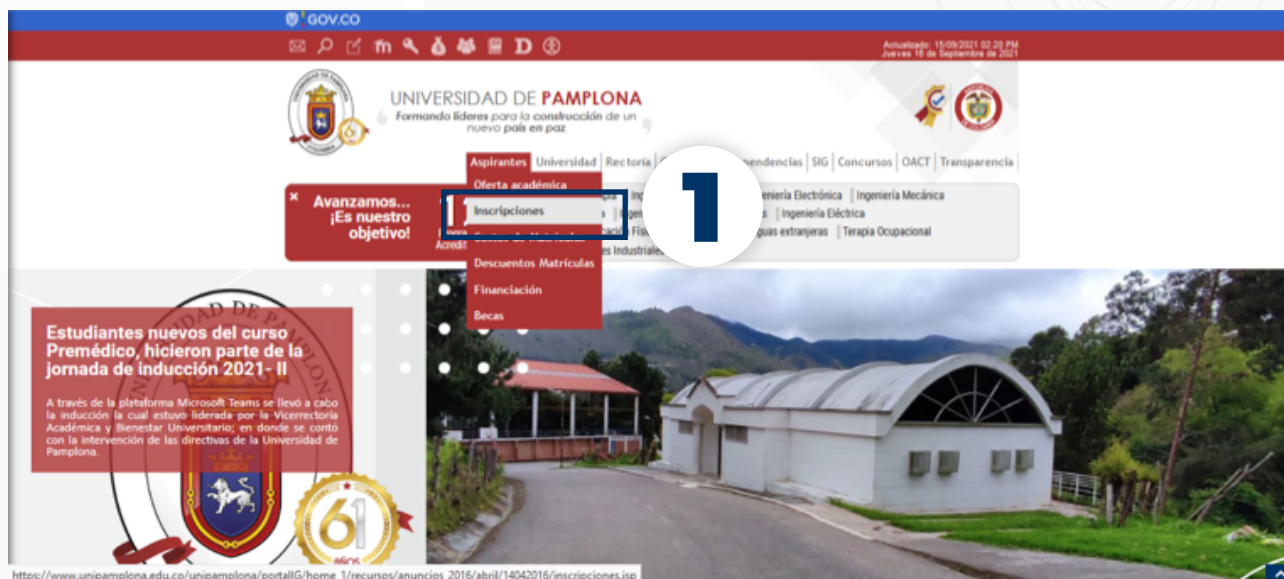 GOV.CO
Actualizado: 15/09/2021 02:20 PM
Jueves 16 de Septiembre de 2021
UNIVERSIDAD DE PAMPLONA
Formando líderes para la construcción de un
nuevo país en paz
Aspirantes Universidad Rectoría SIG Concursos OACT Transparencia
Oferta académica
Inscripciones
1
Descuentos Matrículas
Financiación
Becas
Avanzamos...
¡Es nuestro
objetivo!
Ingeniería Mecánica
Ingeniería Eléctrica
Terapia Ocupacional
Estudiantes nuevos del curso
Premédico, hicieron parte de la
jornada de inducción 2021- II
A través de la plataforma Microsoft Teams se llevó a cabo
la inducción la cual estuvo liderada por la Vicerrectoría
Académica y Bienestar Universitario; en donde se contó
con la intervención de las directivas de la Universidad de
Pamplona.
61
AÑOS
https://www.unipamplona.edu.co/unipamplona/portalIG/home_1/recursos/anuncios_2016/abril/14042016/inscripciones.jsp